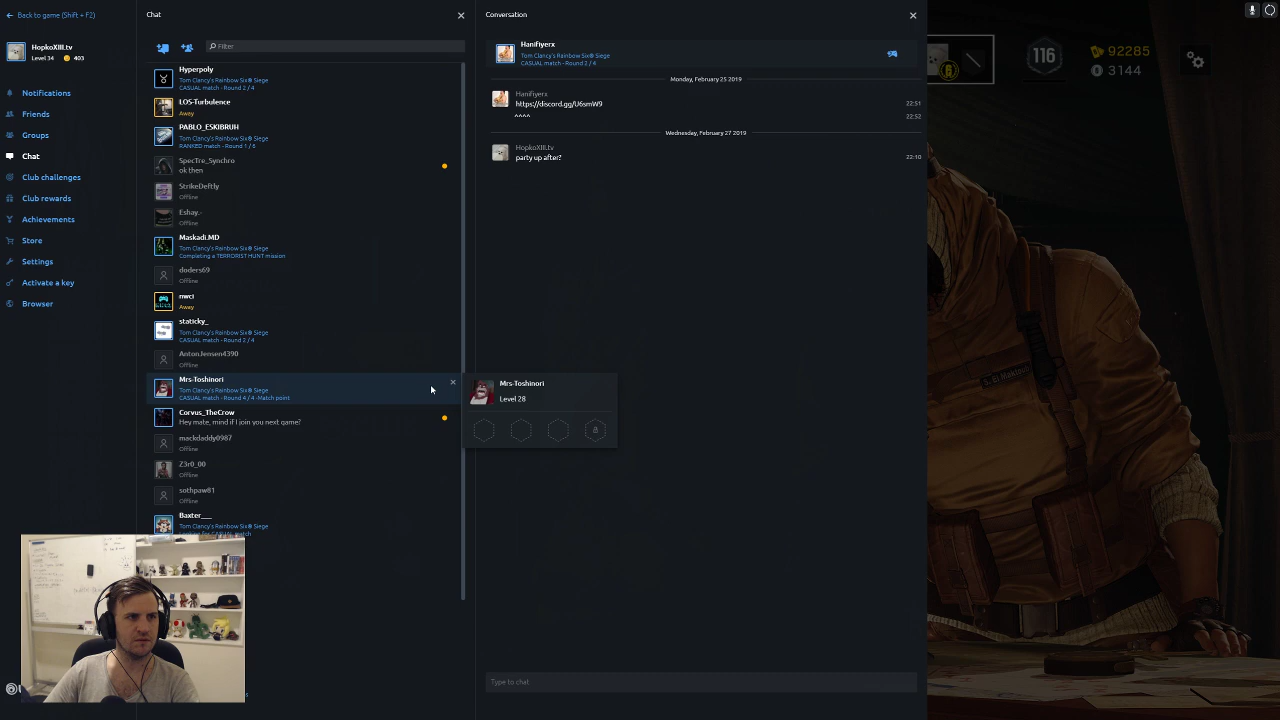 Back to game (Shift + F2)
HopkoXIII.tv
Level 34
403
Notifications
Friends
Groups
Chat
Club challenges
Club rewards
Achievements
Store
Settings
Activate a key
Browser
Chat
Filter
Hyperpoly
Tom Clancy's Rainbow Six® Siege
CASUAL match - Round 2 / 4
LOS-Turbulence
Away
PABLO_ESKIBRUH
Tom Clancy's Rainbow Six® Siege
RANKED match - Round 1 / 6
SpecTre_Synchro
ok then
StrikeDeftly
Offline
Eshay.-
Offline
Maskadi.MD
Tom Clancy's Rainbow Six® Siege
Completing a TERRORIST HUNT mission
doders69
Offline
nwci
Away
staticky_
Tom Clancy's Rainbow Six® Siege
CASUAL match - Round 2 / 4
AntonJensen4390
Offline
Mrs-Toshinori
Tom Clancy's Rainbow Six® Siege
CASUAL match - Round 4 / 4 -Match point
Corvus_TheCrow
Hey mate, mind if I join you next game?
mackdaddy0987
Offline
Z3r0_00
Offline
sothpaw81
Offline
Baxter___
Tom Clancy's Rainbow Six® Siege
Mrs-Toshinori
Level 28
Conversation
Hanifiyerx
Tom Clancy's Rainbow Six® Siege
CASUAL match - Round 2 / 4
Monday, February 25 2019
Hanifiyerx
https://discord.gg/U6smW9 22:51
^^^^ 22:52
Wednesday, February 27 2019
HopkoXIII.tv
party up after? 22:10
Type to chat
116
92285
3144